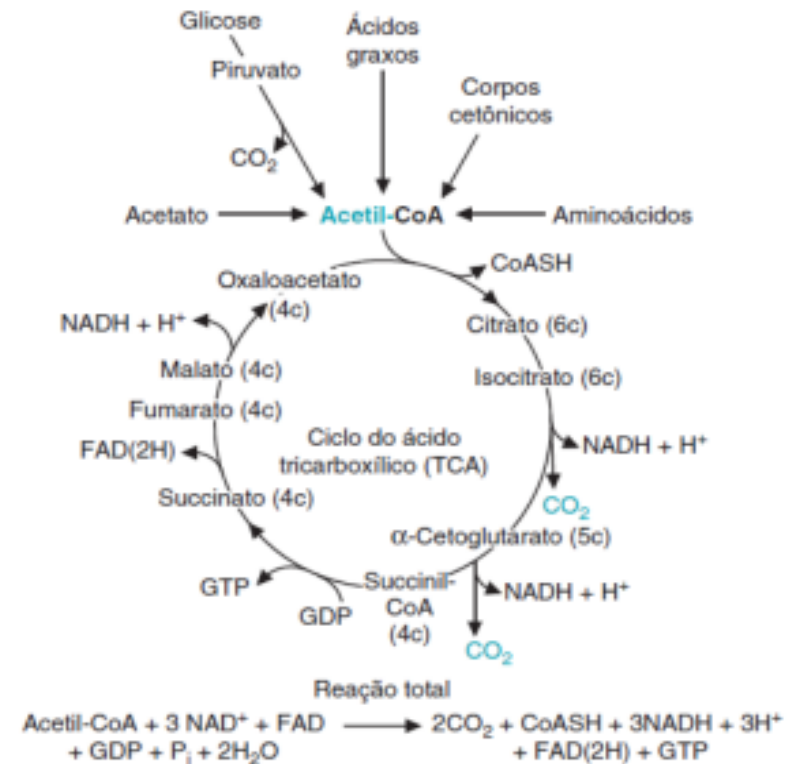 Glicose
Piruvato
CO₂
Ácidos
graxos
Corpos
cetônicos
Acetato
Acetil-CoA
Aminoácidos
CoASH
Oxaloacetato
(4c)
Citrato (6c)
Isocitrato (6c)
NADH + H⁺
CO₂
α-Cetoglutarato (5c)
NADH + H⁺
CO₂
Succinil-
CoA
(4c)
GDP
GTP
Succinato (4c)
FAD(2H)
Fumarato (4c)
Malato (4c)
NADH + H⁺
Ciclo do ácido
tricarboxílico (TCA)
Reação total
Acetil-CoA + 3 NAD⁺ + FAD → 2CO₂ + CoASH + 3NADH + 3H⁺
+ GDP + Pᵢ + 2H₂O + FAD(2H) + GTP